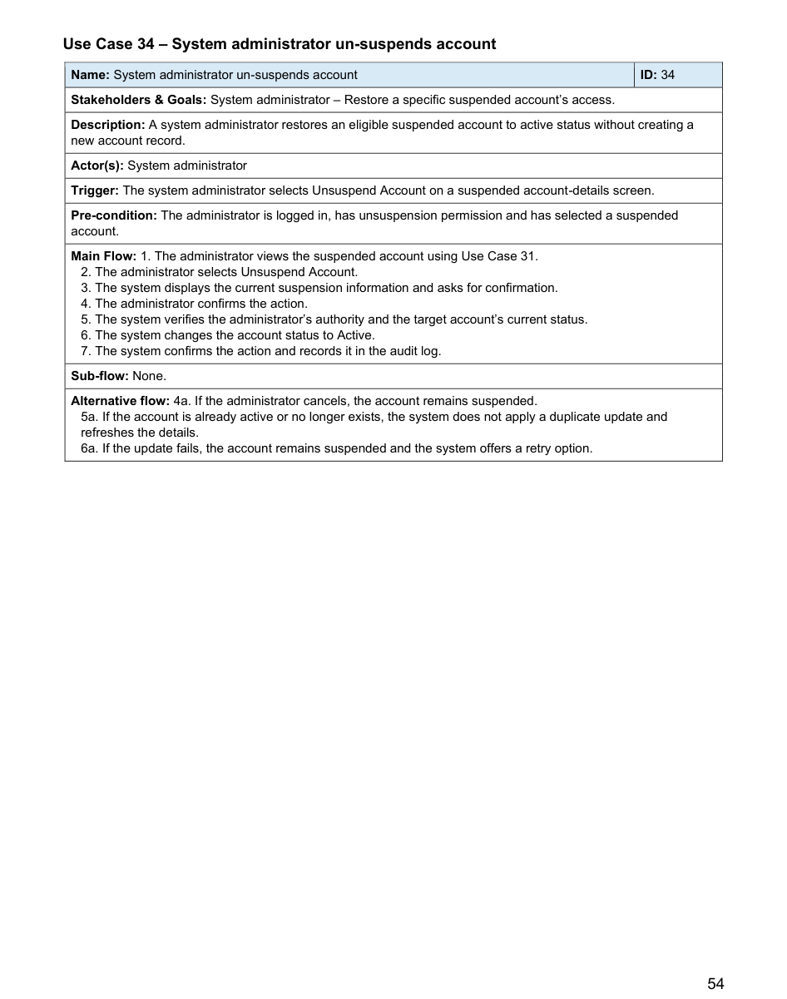 Use Case 34 – System administrator un-suspends account
Name: System administrator un-suspends account
ID: 34
Stakeholders & Goals: System administrator – Restore a specific suspended account’s access.
Description: A system administrator restores an eligible suspended account to active status without creating a
new account record.
Actor(s): System administrator
Trigger: The system administrator selects Unsuspend Account on a suspended account-details screen.
Pre-condition: The administrator is logged in, has unsuspension permission and has selected a suspended
account.
Main Flow: 1. The administrator views the suspended account using Use Case 31.
2. The administrator selects Unsuspend Account.
3. The system displays the current suspension information and asks for confirmation.
4. The administrator confirms the action.
5. The system verifies the administrator’s authority and the target account’s current status.
6. The system changes the account status to Active.
7. The system confirms the action and records it in the audit log.
Sub-flow: None.
Alternative flow: 4a. If the administrator cancels, the account remains suspended.
5a. If the account is already active or no longer exists, the system does not apply a duplicate update and
refreshes the details.
6a. If the update fails, the account remains suspended and the system offers a retry option.
54